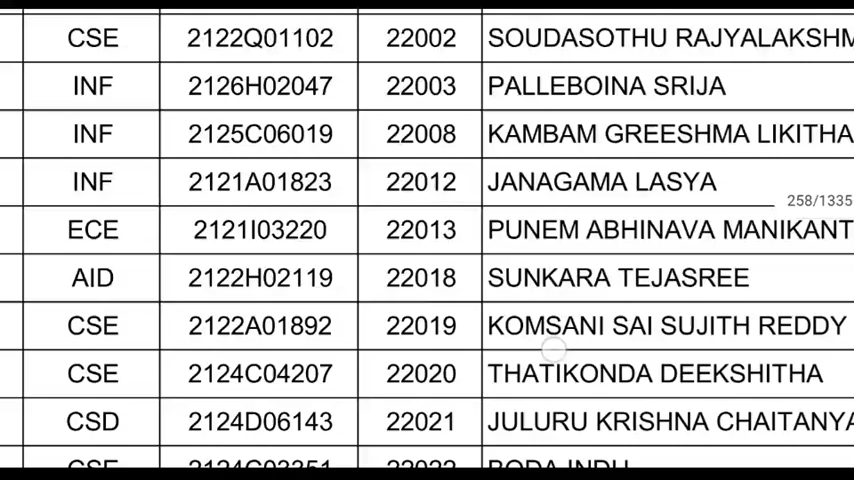 CSE 2122Q01102 22002 SOUDASOTHU RAJYALAKSHM
INF 2126H02047 22003 PALLEBOINA SRIJA
INF 2125C06019 22008 KAMBAM GREESHMA LIKITHA
INF 2121A01823 22012 JANAGAMA LASYA
258/1335
ECE 2121I03220 22013 PUNEM ABHINAVA MANIKANT
AID 2122H02119 22018 SUNKARA TEJASREE
CSE 2122A01892 22019 KOMSANI SAI SUJITH REDDY
CSE 2124C04207 22020 THATIKONDA DEEKSHITHA
CSD 2124D06143 22021 JULURU KRISHNA CHAITANYA
CSE 22022 BODA INDU